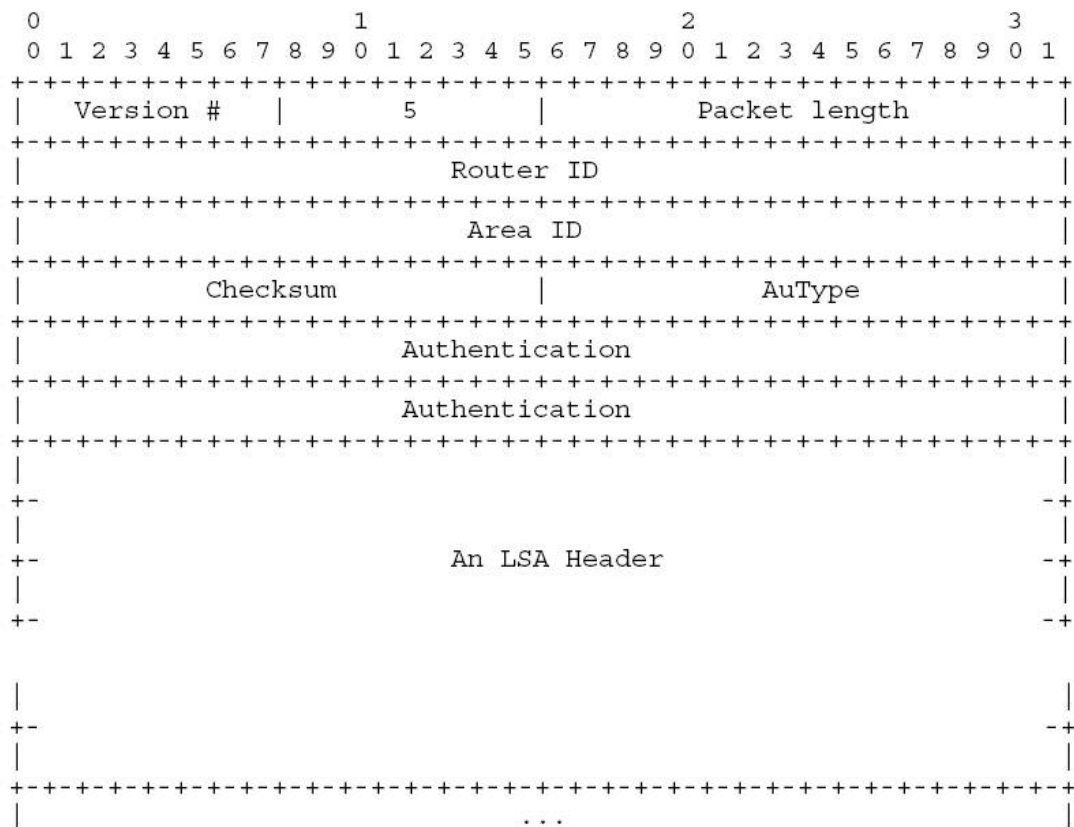 0                   1                   2                   3
0 1 2 3 4 5 6 7 8 9 0 1 2 3 4 5 6 7 8 9 0 1 2 3 4 5 6 7 8 9 0 1
+-+-+-+-+-+-+-+-+-+-+-+-+-+-+-+-+-+-+-+-+-+-+-+-+-+-+-+-+-+-+-+-+
|   Version #   |       5       |         Packet length         |
+-+-+-+-+-+-+-+-+-+-+-+-+-+-+-+-+-+-+-+-+-+-+-+-+-+-+-+-+-+-+-+-+
|                          Router ID                            |
+-+-+-+-+-+-+-+-+-+-+-+-+-+-+-+-+-+-+-+-+-+-+-+-+-+-+-+-+-+-+-+-+
|                           Area ID                             |
+-+-+-+-+-+-+-+-+-+-+-+-+-+-+-+-+-+-+-+-+-+-+-+-+-+-+-+-+-+-+-+-+
|           Checksum            |             AuType            |
+-+-+-+-+-+-+-+-+-+-+-+-+-+-+-+-+-+-+-+-+-+-+-+-+-+-+-+-+-+-+-+-+
|                       Authentication                          |
+-+-+-+-+-+-+-+-+-+-+-+-+-+-+-+-+-+-+-+-+-+-+-+-+-+-+-+-+-+-+-+-+
|                       Authentication                          |
+-+-+-+-+-+-+-+-+-+-+-+-+-+-+-+-+-+-+-+-+-+-+-+-+-+-+-+-+-+-+-+-+
|                                                               |
+-                                                             -+
|                                                               |
+-                         An LSA Header                       -+
|                                                               |
+-                                                             -+
|                                                               |
+-                                                             -+
|                                                               |
+-+-+-+-+-+-+-+-+-+-+-+-+-+-+-+-+-+-+-+-+-+-+-+-+-+-+-+-+-+-+-+-+
|                              ...                              |